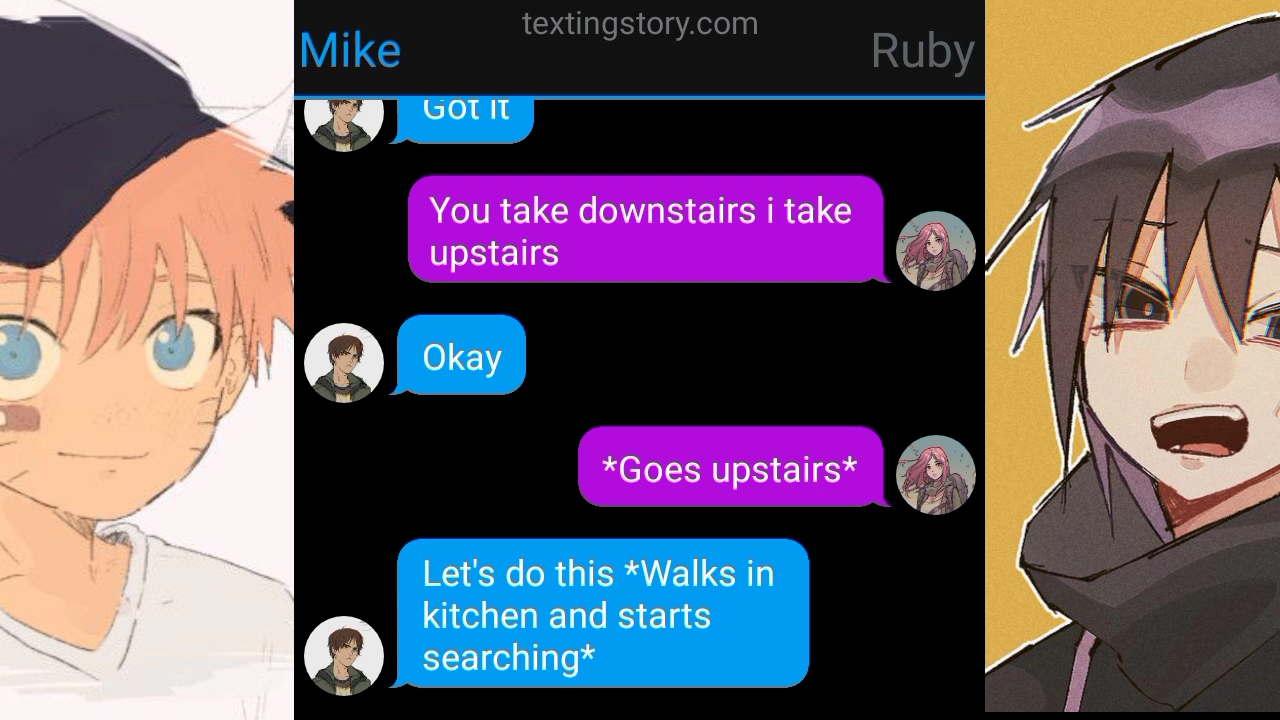 textingstory.com
Mike
Ruby
Got it
You take downstairs i take
upstairs
Okay
*Goes upstairs*
Let's do this *Walks in
kitchen and starts
searching*